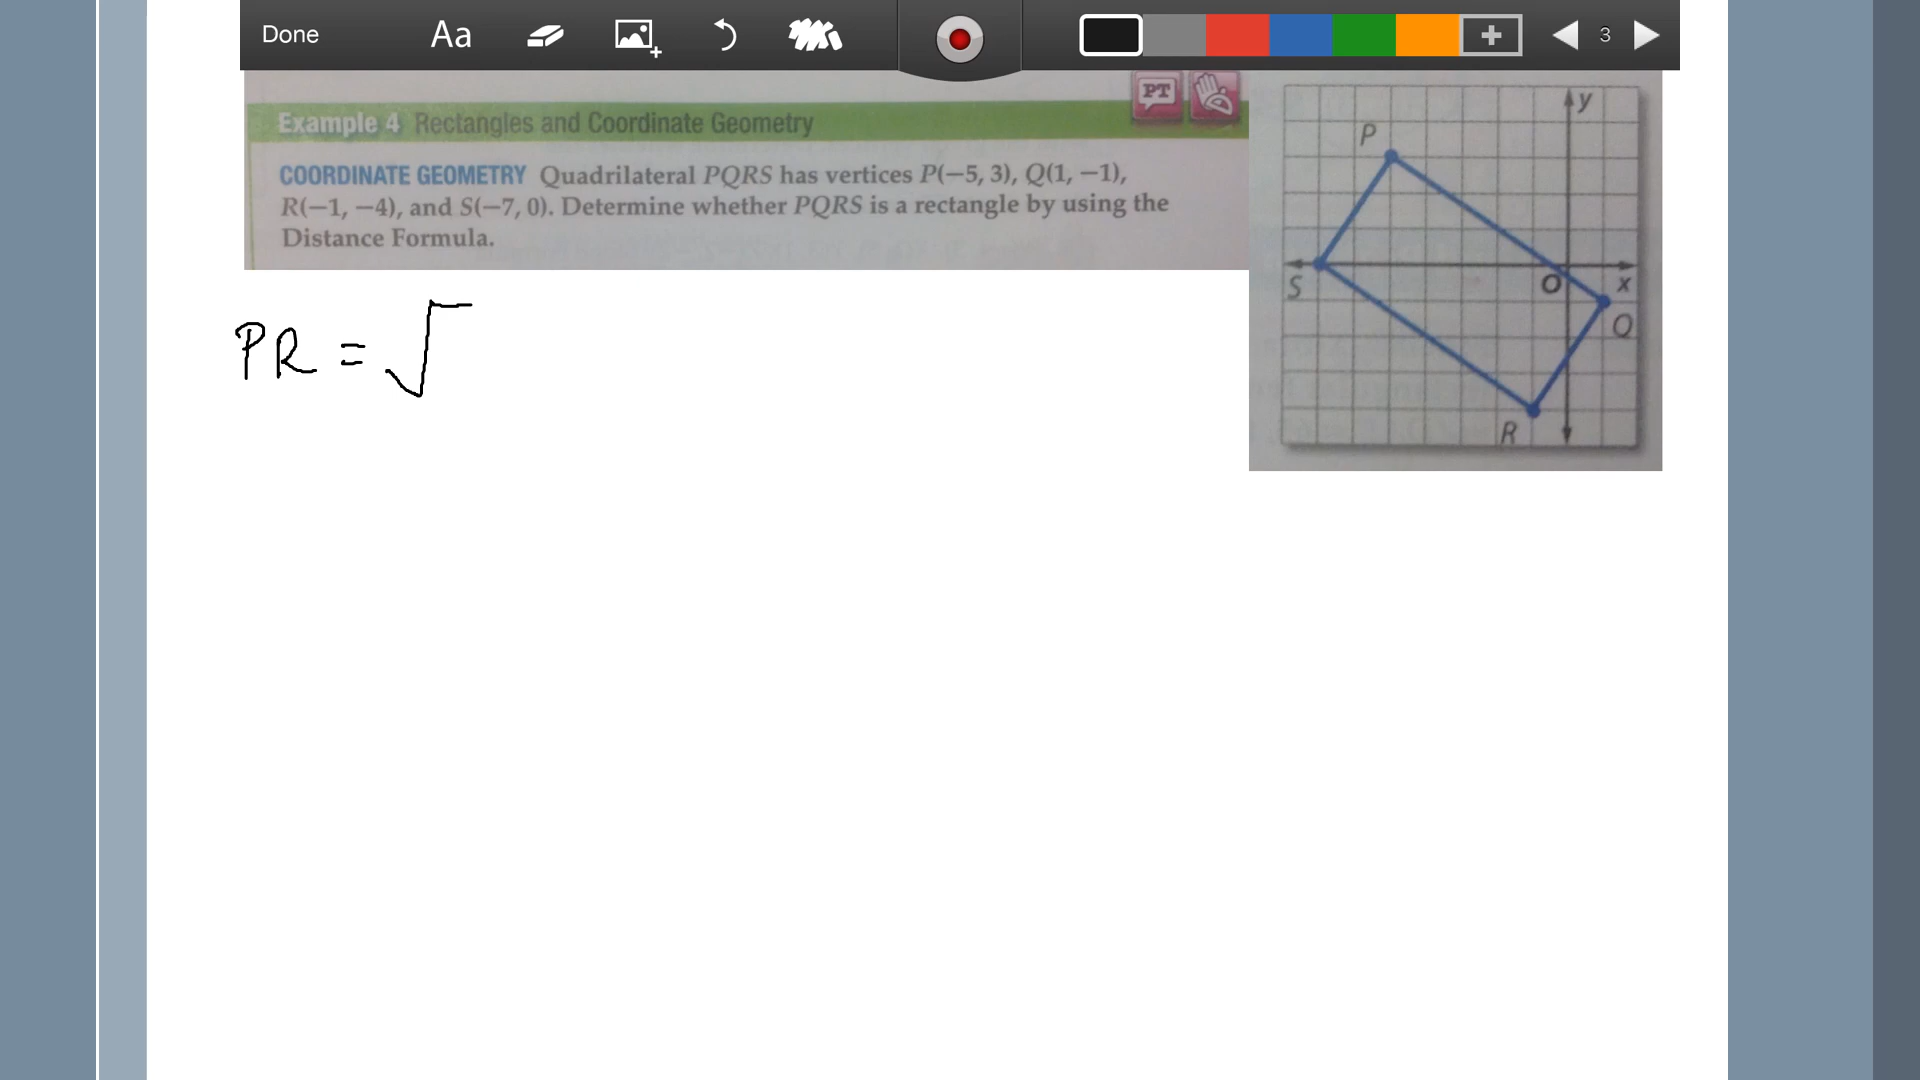 Done
Aa
3
PT
Example 4 Rectangles and Coordinate Geometry
COORDINATE GEOMETRY Quadrilateral PQRS has vertices P(−5, 3), Q(1, −1),
R(−1, −4), and S(−7, 0). Determine whether PQRS is a rectangle by using the
Distance Formula.
y
P
S
O
x
Q
R
PR = √